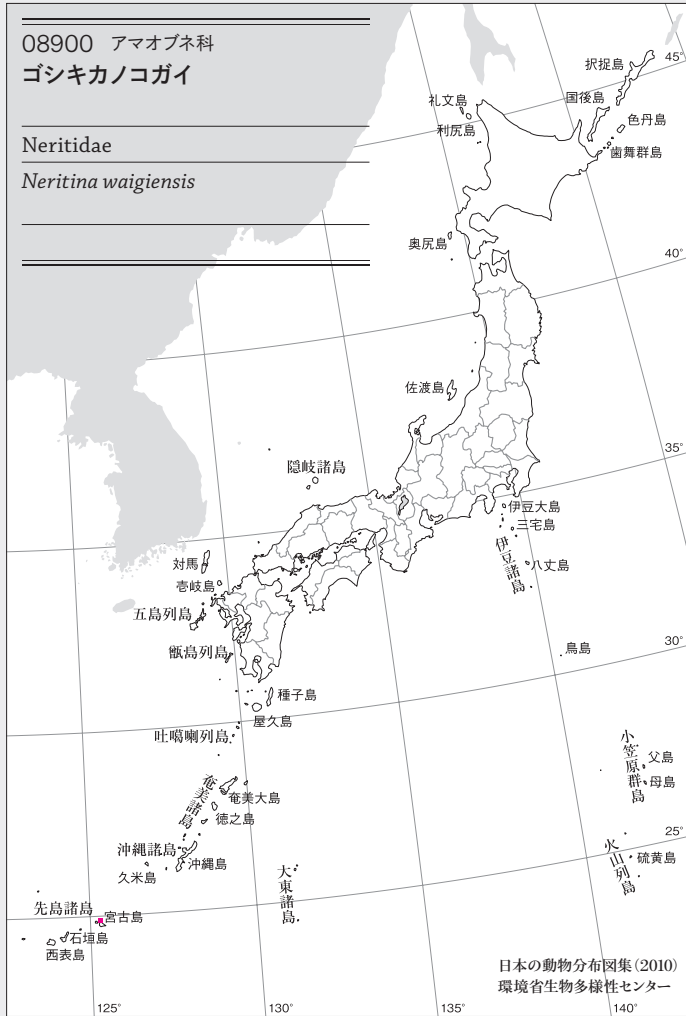 08900 アマオブネ科
ゴシキカノコガイ
Neritidae
Neritina waigiensis
択捉島
45°
国後島
礼文島
色丹島
利尻島
歯舞群島
奥尻島
40°
佐渡島
35°
隠岐諸島
伊豆大島
三宅島
伊豆諸島
八丈島
対馬
壱岐島
五島列島
鳥島
30°
甑島列島
種子島
屋久島
吐噶喇列島
小笠原群島
父島
母島
奄美諸島
奄美大島
徳之島
25°
沖縄諸島
沖縄島
久米島
火山列島
硫黄島
大東諸島
先島諸島
宮古島
石垣島
西表島
日本の動物分布図集(2010)
環境省生物多様性センター
125°
130°
135°
140°